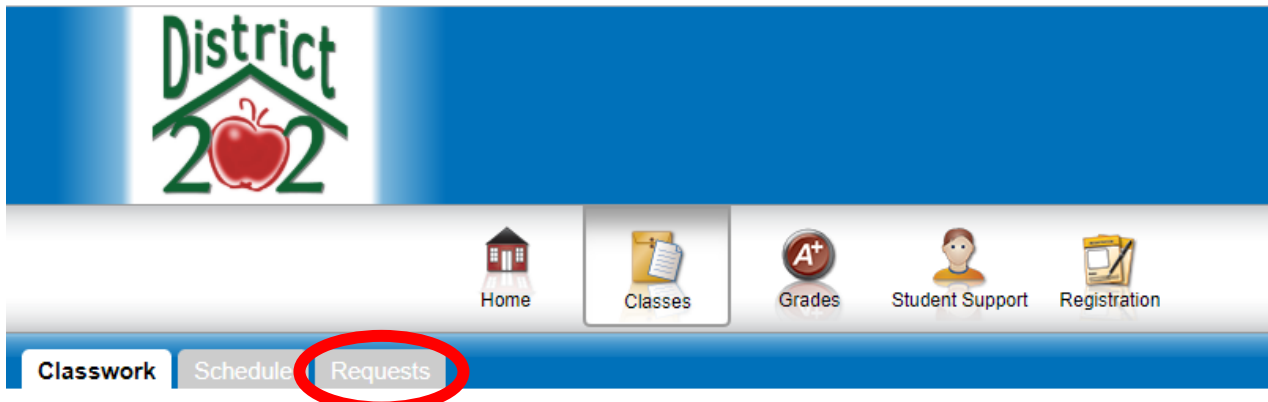 District
202
A+
Home Classes Grades Student Support Registration
Classwork Schedule Requests